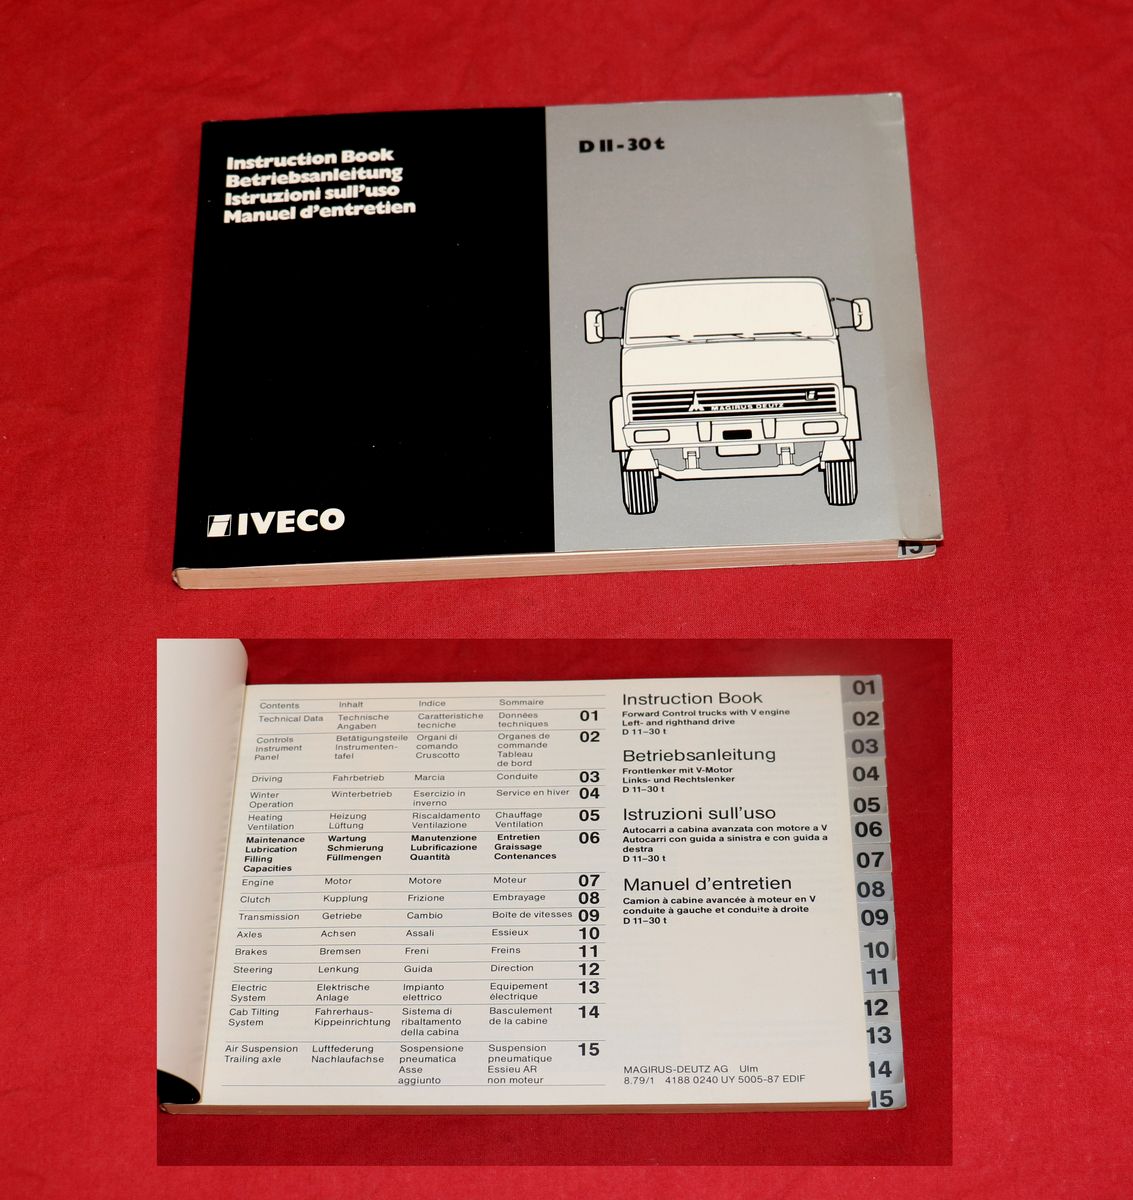 Instruction Book
Betriebsanleitung
Istruzioni sull'uso
Manuel d'entretien
IVECO
D II - 30 t
MAGIRUS DEUTZ
15
Contents Inhalt Indice Sommaire
Technical Data Technische Angaben Caratteristiche tecniche Données techniques 01
Controls Instrument Panel Betätigungsteile Instrumenten-tafel Organi di comando Cruscotto Organes de commande Tableau de bord 02
Driving Fahrbetrieb Marcia Conduite 03
Winter Operation Winterbetrieb Esercizio in inverno Service en hiver 04
Heating Ventilation Heizung Lüftung Riscaldamento Ventilazione Chauffage Ventilation 05
Maintenance Lubrication Filling Capacities Wartung Schmierung Füllmengen Manutenzione Lubrificazione Quantità Entretien Graissage Contenances 06
Engine Motor Motore Moteur 07
Clutch Kupplung Frizione Embrayage 08
Transmission Getriebe Cambio Boîte de vitesses 09
Axles Achsen Assali Essieux 10
Brakes Bremsen Freni Freins 11
Steering Lenkung Guida Direction 12
Electric System Elektrische Anlage Impianto elettrico Equipement électrique 13
Cab Tilting System Fahrerhaus-Kippeinrichtung Sistema di ribaltamento della cabina Basculement de la cabine 14
Air Suspension Trailing axle Luftfederung Nachlaufachse Sospensione pneumatica Asse aggiunto Suspension pneumatique Essieu AR non moteur 15
Instruction Book
Forward Control trucks with V engine
Left- and righthand drive
D 11–30 t
Betriebsanleitung
Frontlenker mit V-Motor
Links- und Rechtslenker
D 11–30 t
Istruzioni sull'uso
Autocarri a cabina avanzata con motore a V
Autocarri con guida a sinistra e con guida a
destra
D 11–30 t
Manuel d'entretien
Camion à cabine avancée à moteur en V
conduite à gauche et conduite à droite
D 11–30 t
MAGIRUS-DEUTZ AG Ulm
8.79/1 4188 0240 UY 5005-87 EDIF
01
02
03
04
05
06
07
08
09
10
11
12
13
14
15